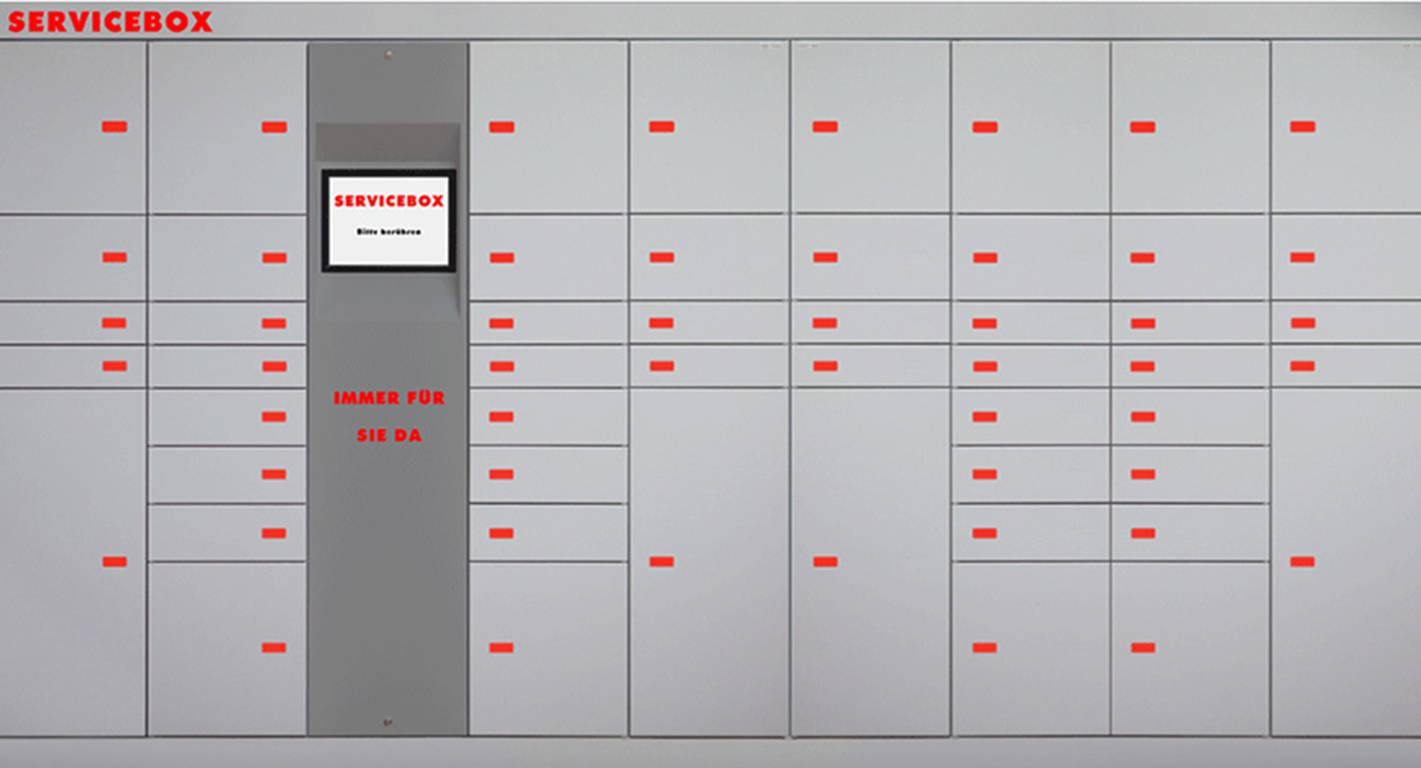 SERVICEBOX
SERVICEBOX
Bitte berühren
IMMER FÜR
SIE DA